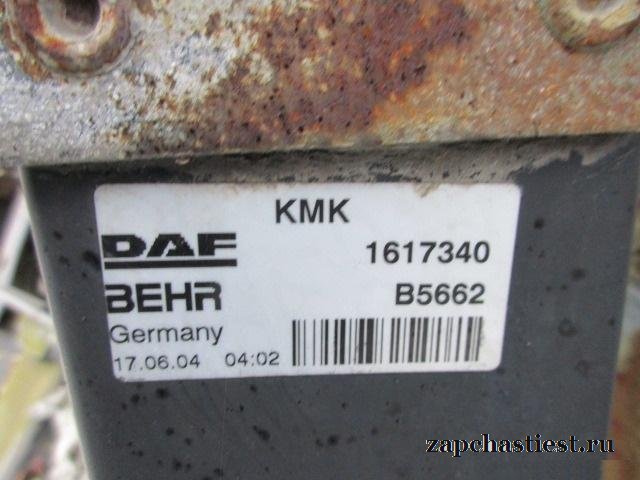 KMK
DAF 1617340
BEHR B5662
Germany
17.06.04 04:02
zapchastiest.ru